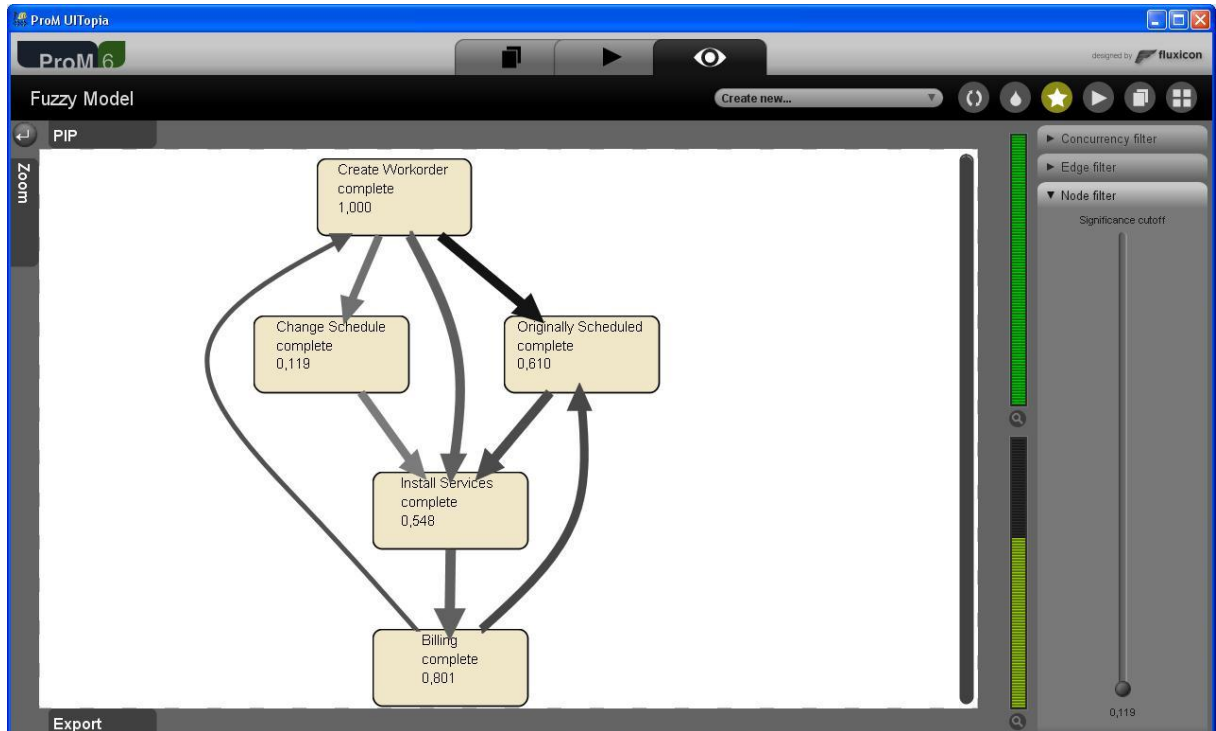 ProM UITopia
ProM 6
designed by fluxicon
Fuzzy Model
Create new...
PIP
Zoom
Concurrency filter
Edge filter
Node filter
Significance cutoff
Create Workorder
complete
1,000
Change Schedule
complete
0,119
Originally Scheduled
complete
0,610
Install Services
complete
0,548
Billing
complete
0,801
0,119
Export